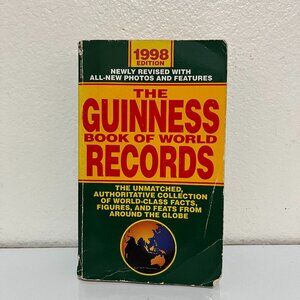 1998
EDITION
NEWLY REVISED WITH
ALL-NEW PHOTOS AND FEATURES
THE
GUINNESS
BOOK OF WORLD
RECORDS
THE UNMATCHED,
AUTHORITATIVE COLLECTION
OF WORLD-CLASS FACTS,
FIGURES, AND FEATS FROM
AROUND THE GLOBE